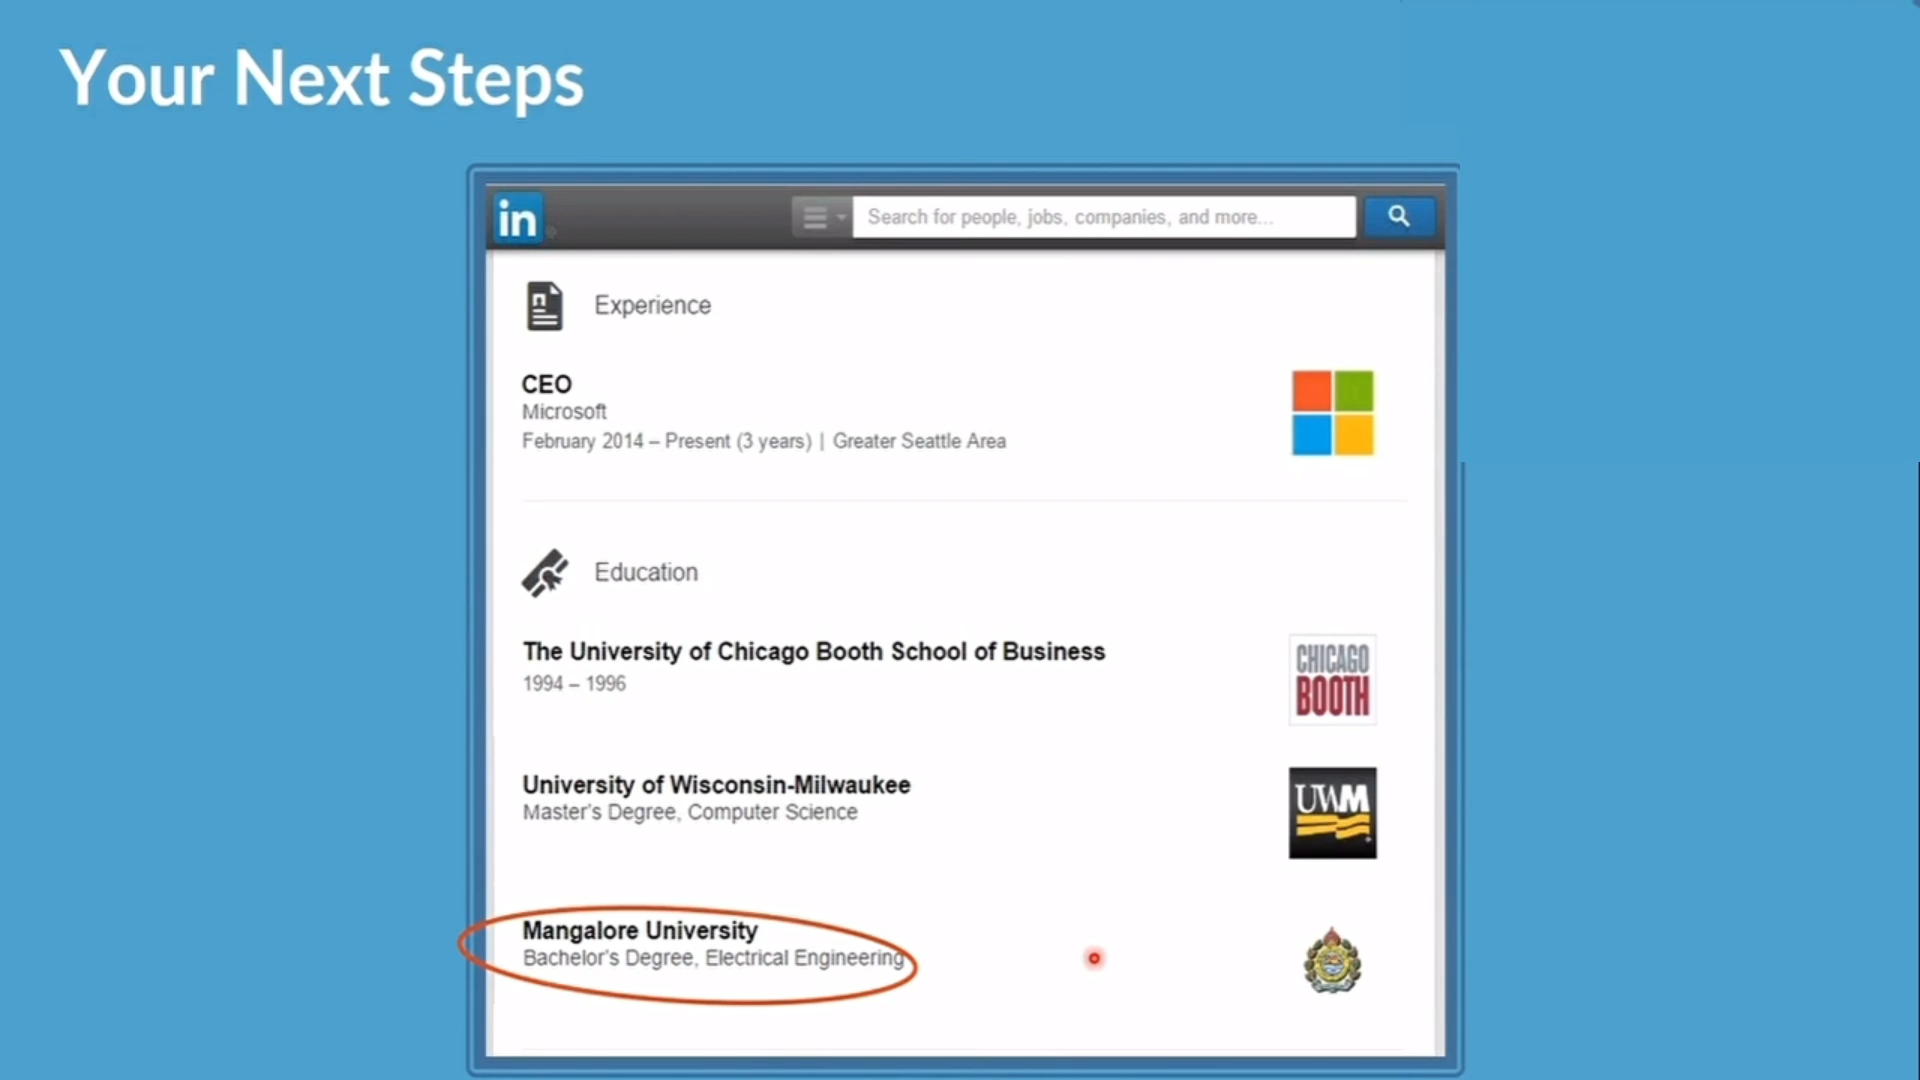 Your Next Steps
in
Search for people, jobs, companies, and more...
Experience
CEO
Microsoft
February 2014 – Present (3 years) | Greater Seattle Area
Education
The University of Chicago Booth School of Business
1994 – 1996
CHICAGO
BOOTH
University of Wisconsin-Milwaukee
Master's Degree, Computer Science
UWM
Mangalore University
Bachelor's Degree, Electrical Engineering